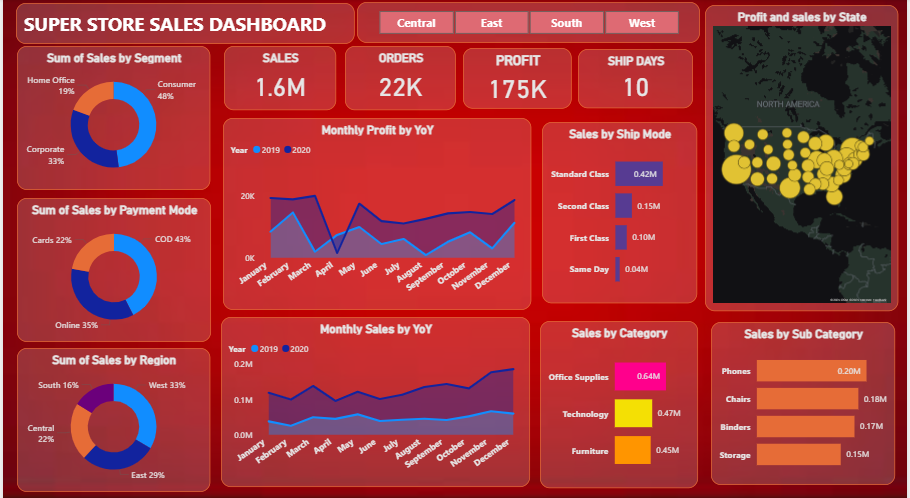 SUPER STORE SALES DASHBOARD
Central
East
South
West
Sum of Sales by Segment
Home Office
19%
Consumer
48%
Corporate
33%
SALES
1.6M
ORDERS
22K
PROFIT
175K
SHIP DAYS
10
Profit and sales by State
NORTH AMERICA
Monthly Profit by YoY
Year 2019 2020
20K
0K
January
February
March
April
May
June
July
August
September
October
November
December
Sales by Ship Mode
Standard Class 0.42M
Second Class 0.15M
First Class 0.10M
Same Day 0.04M
Sum of Sales by Payment Mode
Cards 22%
COD 43%
Online 35%
Monthly Sales by YoY
Year 2019 2020
0.2M
0.1M
0.0M
January
February
March
April
May
June
July
August
September
October
November
December
Sales by Category
Office Supplies 0.64M
Technology 0.47M
Furniture 0.45M
Sales by Sub Category
Phones 0.20M
Chairs 0.18M
Binders 0.17M
Storage 0.15M
Sum of Sales by Region
South 16%
West 33%
Central
22%
East 29%